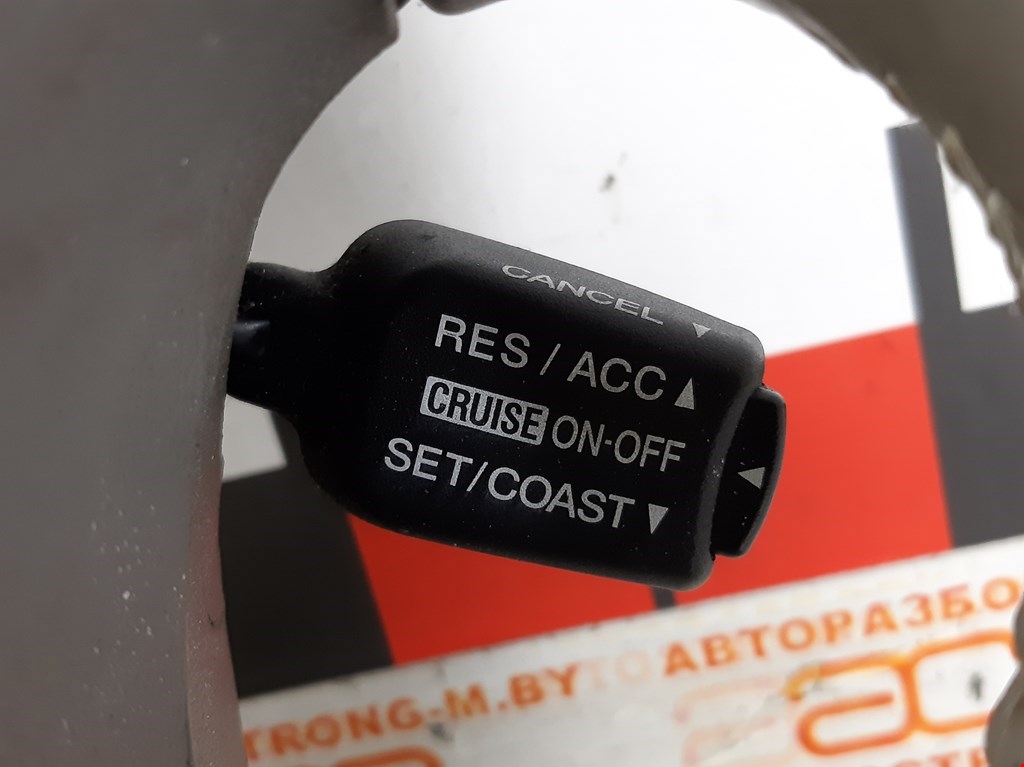 CANCEL ▼
RES / ACC ▲
CRUISE ON-OFF
SET/COAST ▼
◄
TRONG-M.BY
АВТОРАЗБО